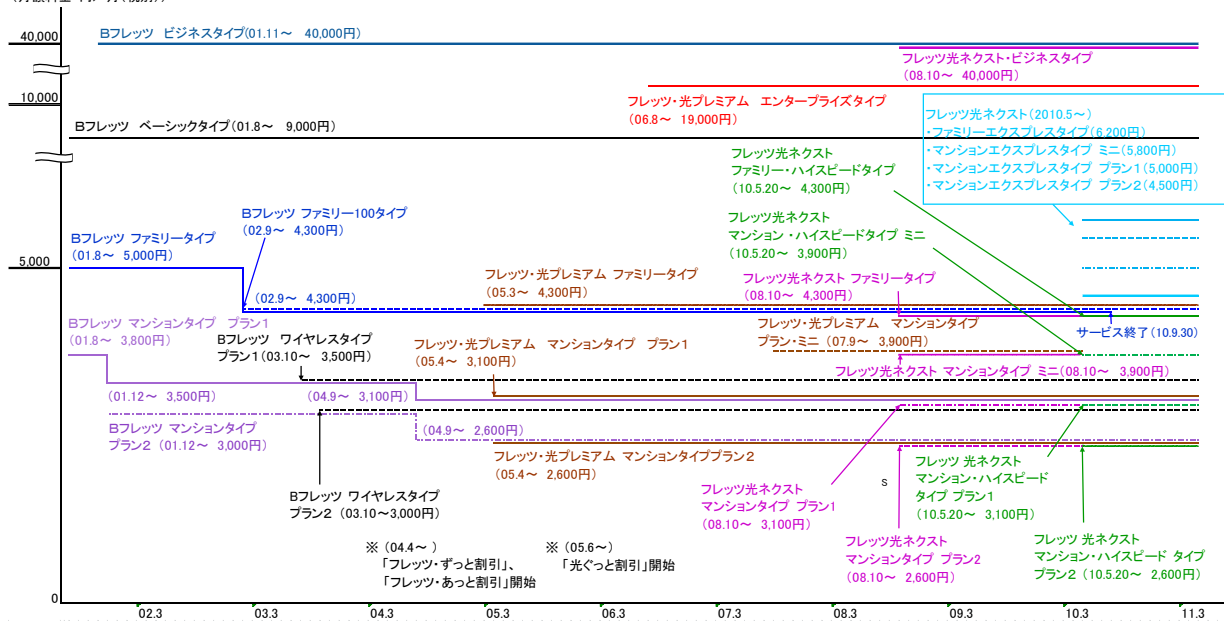 40,000
10,000
5,000
0
Bフレッツ ビジネスタイプ(01.11～ 40,000円)
フレッツ光ネクスト・ビジネスタイプ
(08.10～ 40,000円)
フレッツ・光プレミアム エンタープライズタイプ
(06.8～ 19,000円)
Bフレッツ ベーシックタイプ(01.8～ 9,000円)
フレッツ光ネクスト(2010.5～)
・ファミリーエクスプレスタイプ(6,200円)
・マンションエクスプレスタイプ ミニ(5,800円)
・マンションエクスプレスタイプ プラン1(5,000円)
・マンションエクスプレスタイプ プラン2(4,500円)
フレッツ光ネクスト
ファミリー・ハイスピードタイプ
(10.5.20～ 4,300円)
フレッツ光ネクスト
マンション・ハイスピードタイプ ミニ
(10.5.20～ 3,900円)
Bフレッツ ファミリー100タイプ
(02.9～ 4,300円)
Bフレッツ ファミリータイプ
(01.8～ 5,000円)
(02.9～ 4,300円)
フレッツ・光プレミアム ファミリータイプ
(05.3～ 4,300円)
フレッツ光ネクスト ファミリータイプ
(08.10～ 4,300円)
サービス終了(10.9.30)
Bフレッツ マンションタイプ プラン1
(01.8～ 3,800円)
Bフレッツ ワイヤレスタイプ
プラン1(03.10～ 3,500円)
フレッツ・光プレミアム マンションタイプ プラン1
(05.4～ 3,100円)
フレッツ・光プレミアム マンションタイプ
プラン・ミニ (07.9～ 3,900円)
フレッツ光ネクスト マンションタイプ ミニ(08.10～ 3,900円)
(01.12～ 3,500円)
(04.9～ 3,100円)
Bフレッツ マンションタイプ
プラン2 (01.12～ 3,000円)
(04.9～ 2,600円)
フレッツ・光プレミアム マンションタイププラン2
(05.4～ 2,600円)
Bフレッツ ワイヤレスタイプ
プラン2 (03.10～3,000円)
フレッツ光ネクスト
マンションタイプ プラン1
(08.10～ 3,100円)
s
フレッツ 光ネクスト
マンション・ハイスピード
タイプ プラン1
(10.5.20～ 3,100円)
フレッツ光ネクスト
マンションタイプ プラン2
(08.10～ 2,600円)
フレッツ 光ネクスト
マンション・ハイスピード タイプ
プラン2 (10.5.20～ 2,600円)
※ (04.4～ )
「フレッツ・ずっと割引」、
「フレッツ・あっと割引」開始
※ (05.6～)
「光ぐっと割引」開始
02.3 03.3 04.3 05.3 06.3 07.3 08.3 09.3 10.3 11.3